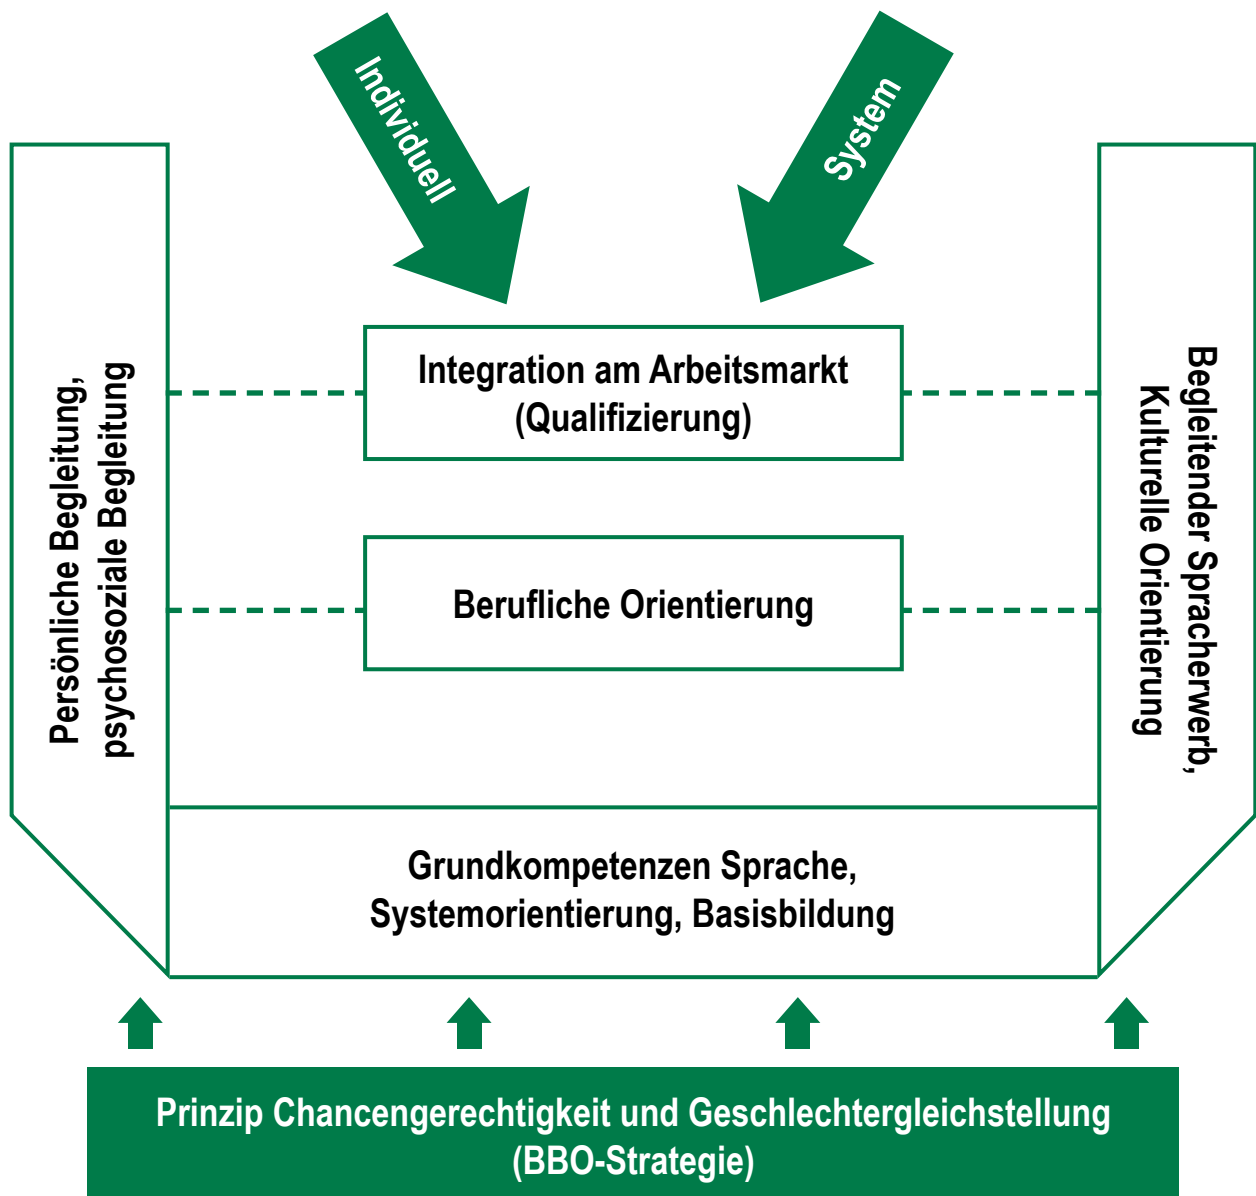 Individuell
System
Persönliche Begleitung,
psychosoziale Begleitung
Integration am Arbeitsmarkt
(Qualifizierung)
Berufliche Orientierung
Begleitender Spracherwerb,
Kulturelle Orientierung
Grundkompetenzen Sprache,
Systemorientierung, Basisbildung
Prinzip Chancengerechtigkeit und Geschlechtergleichstellung
(BBO-Strategie)